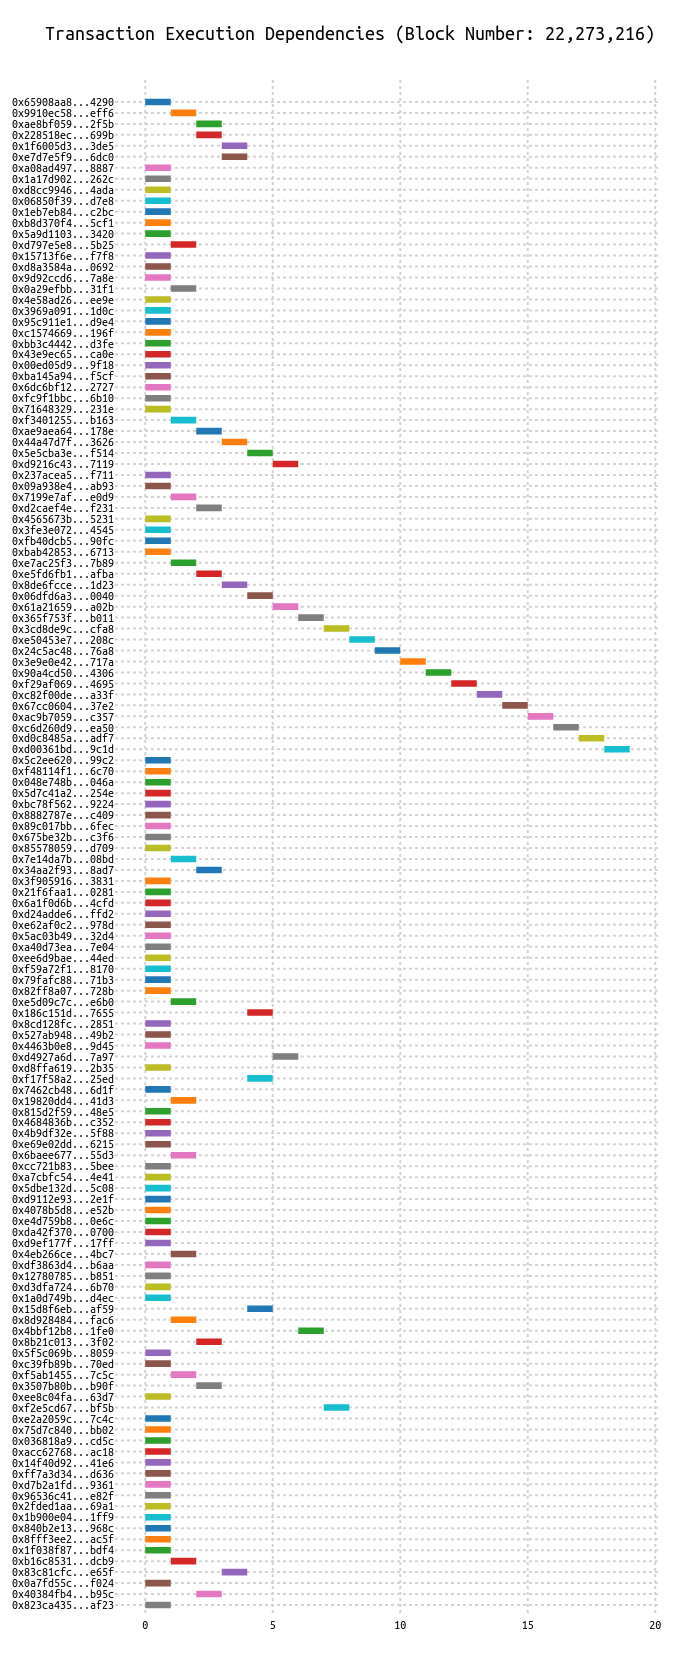 Transaction Execution Dependencies (Block Number: 22,273,216)
0x65908aa8...4290
0x9910ec58...eff6
0xae8bf059...2f5b
0x228518ec...699b
0x1f6005d3...3de5
0xe7d7e5f9...6dc0
0xa08ad497...8887
0x1a17d902...262c
0xd8cc9946...4ada
0x06850f39...d7e8
0x1eb7eb84...c2bc
0xb8d370f4...5cf1
0x5a9d1103...3420
0xd797e5e8...5b25
0x15713f6e...f7f8
0xd8a3584a...0692
0x9d92ccd6...7a8e
0x0a29efbb...31f1
0x4e58ad26...ee9e
0x3969a091...1d0c
0x95c911e1...d9e4
0xc1574669...196f
0xbb3c4442...d3fe
0x43e9ec65...ca0e
0x00ed05d9...9f18
0xba145a94...f5cf
0x6dc6bf12...2727
0xfc9f1bbc...6b10
0x71648329...231e
0xf3401255...b163
0xae9aea64...178e
0x44a47d7f...3626
0x5e5cba3e...f514
0xd9216c43...7119
0x237acea5...f711
0x09a938e4...ab93
0x7199e7af...e0d9
0xd2caef4e...f231
0x4565673b...5231
0x3fe3e072...4545
0xfb40dcb5...90fc
0xbab42853...6713
0xe7ac25f3...7b89
0xe5fd6fb1...afba
0x8de6fcce...1d23
0x06dfd6a3...0040
0x61a21659...a02b
0x365f753f...b011
0x3cd8de9c...cfa8
0xe50453e7...208c
0x24c5ac48...76a8
0x3e9e0e42...717a
0x90a4cd50...4306
0xf29af069...4695
0xc82f00de...a33f
0x67cc0604...37e2
0xac9b7059...c357
0xc6d260d9...ea50
0xd0c8485a...adf7
0xd00361bd...9c1d
0x5c2ee620...99c2
0xf48114f1...6c70
0x048e748b...046a
0x5d7c41a2...254e
0xbc78f562...9224
0x8882787e...c409
0x89c017bb...6fec
0x675be32b...c3f6
0x85578059...d709
0x7e14da7b...08bd
0x34aa2f93...8ad7
0x3f905916...3831
0x21f6faa1...0281
0x6a1f0d6b...4cfd
0xd24adde6...ffd2
0xe62af0c2...978d
0x5ac03b49...32d4
0xa40d73ea...7e04
0xee6d9bae...44ed
0xf59a72f1...8170
0x79fafc88...71b3
0x82ff8a07...728b
0xe5d09c7c...e6b0
0x186c151d...7655
0x8cd128fc...2851
0x527ab948...49b2
0x4463b0e8...9d45
0xd4927a6d...7a97
0xd8ffa619...2b35
0xf17f58a2...25ed
0x7462cb48...6d1f
0x19820dd4...41d3
0x815d2f59...48e5
0x4684836b...c352
0x4b9df32e...5f88
0xe69e02dd...6215
0x6baee677...55d3
0xcc721b83...5bee
0xa7cbfc54...4e41
0x5dbe132d...5c08
0xd9112e93...2e1f
0x4078b5d8...e52b
0xe4d759b8...0e6c
0xda42f370...0700
0xd9ef177f...17ff
0x4eb266ce...4bc7
0xdf3863d4...b6aa
0x12780785...b851
0xd3dfa724...6b70
0x1a0d749b...d4ec
0x15d8f6eb...af59
0x8d928484...fac6
0x4bbf12b8...1fe0
0x8b21c013...3f02
0x5f5c069b...8059
0xc39fb89b...70ed
0xf5ab1455...7c5c
0x3507b80b...b90f
0xee8c04fa...63d7
0xf2e5cd67...bf5b
0xe2a2059c...7c4c
0x75d7c840...bb02
0x036818a9...cd5c
0xacc62768...ac18
0x14f40d92...41e6
0xff7a3d34...d636
0xd7b2a1fd...9361
0x96536c41...e82f
0x2fded1aa...69a1
0x1b900e04...1ff9
0x840b2e13...968c
0x8fff3ee2...ac5f
0x1f038f87...bdf4
0xb16c8531...dcb9
0x83c81cfc...e65f
0x0a7fd55c...f024
0x40384fb4...b95c
0x823ca435...af23
0 5 10 15 20